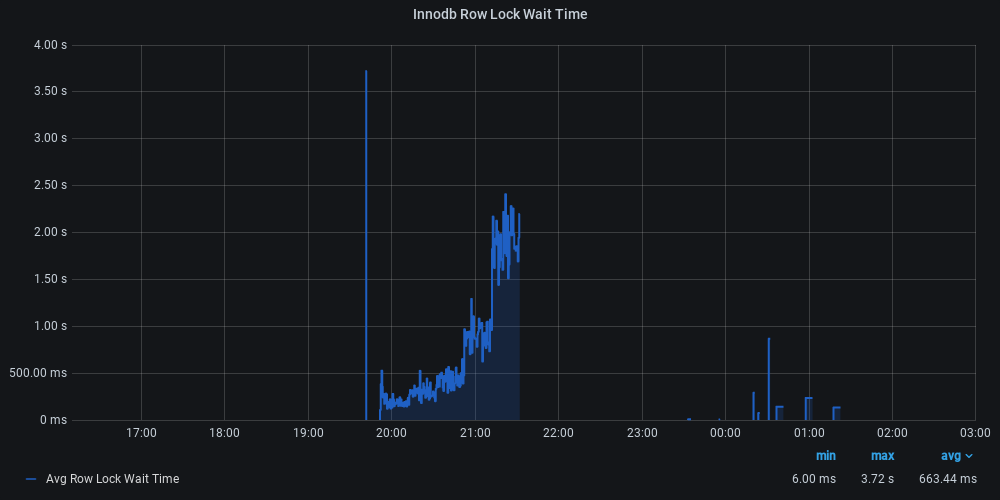 Innodb Row Lock Wait Time
4.00 s
3.50 s
3.00 s
2.50 s
2.00 s
1.50 s
1.00 s
500.00 ms
0 ms
17:00 18:00 19:00 20:00 21:00 22:00 23:00 00:00 01:00 02:00 03:00
min max avg
Avg Row Lock Wait Time 6.00 ms 3.72 s 663.44 ms